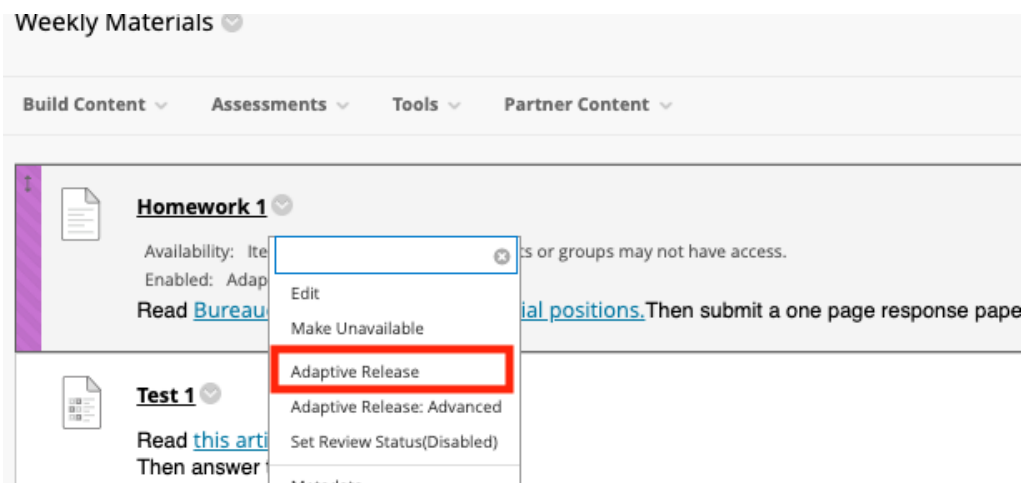 Weekly Materials
Build Content Assessments Tools Partner Content
Homework 1
Availability: Ite s or groups may not have access.
Enabled: Adap
Edit
Read Bureau ial positions.Then submit a one page response pape
Make Unavailable
Adaptive Release
Test 1
Adaptive Release: Advanced
Read this arti
Set Review Status(Disabled)
Then answer